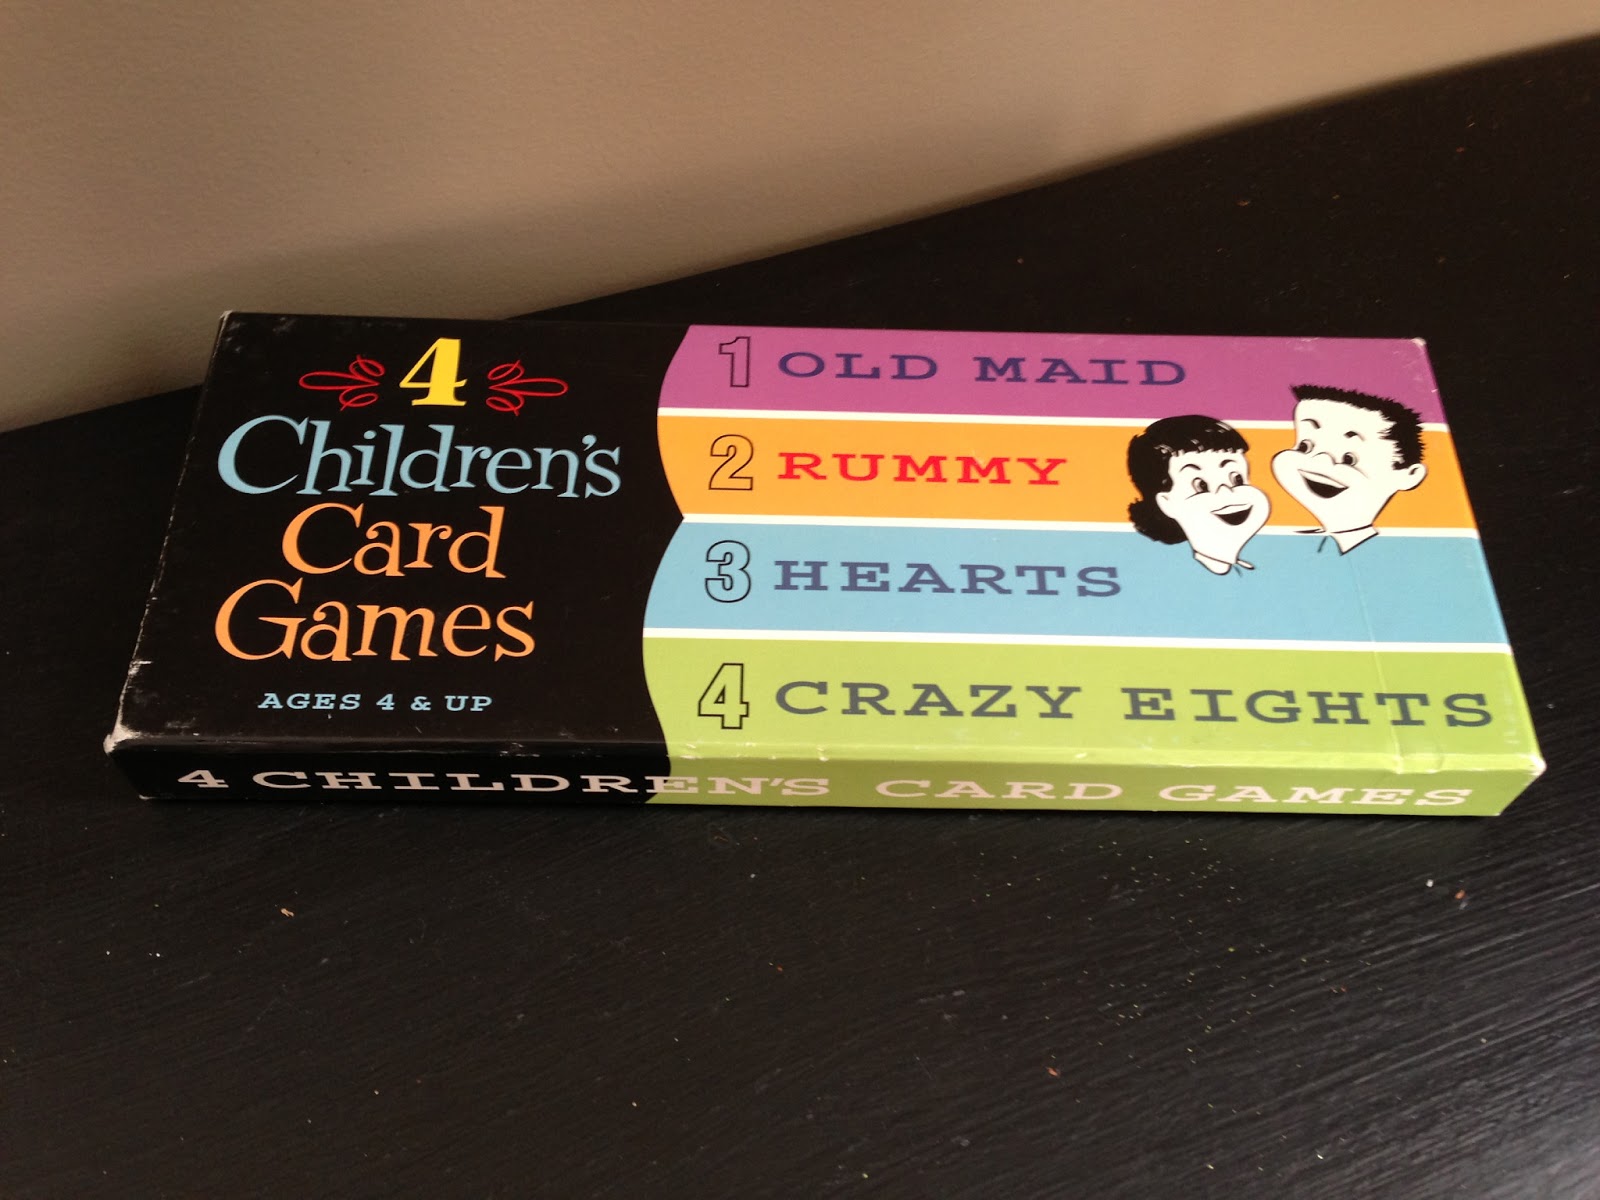 4
Children's
Card
Games
AGES 4 & UP
1 OLD MAID
2 RUMMY
3 HEARTS
4 CRAZY EIGHTS
4 CHILDREN'S CARD GAMES